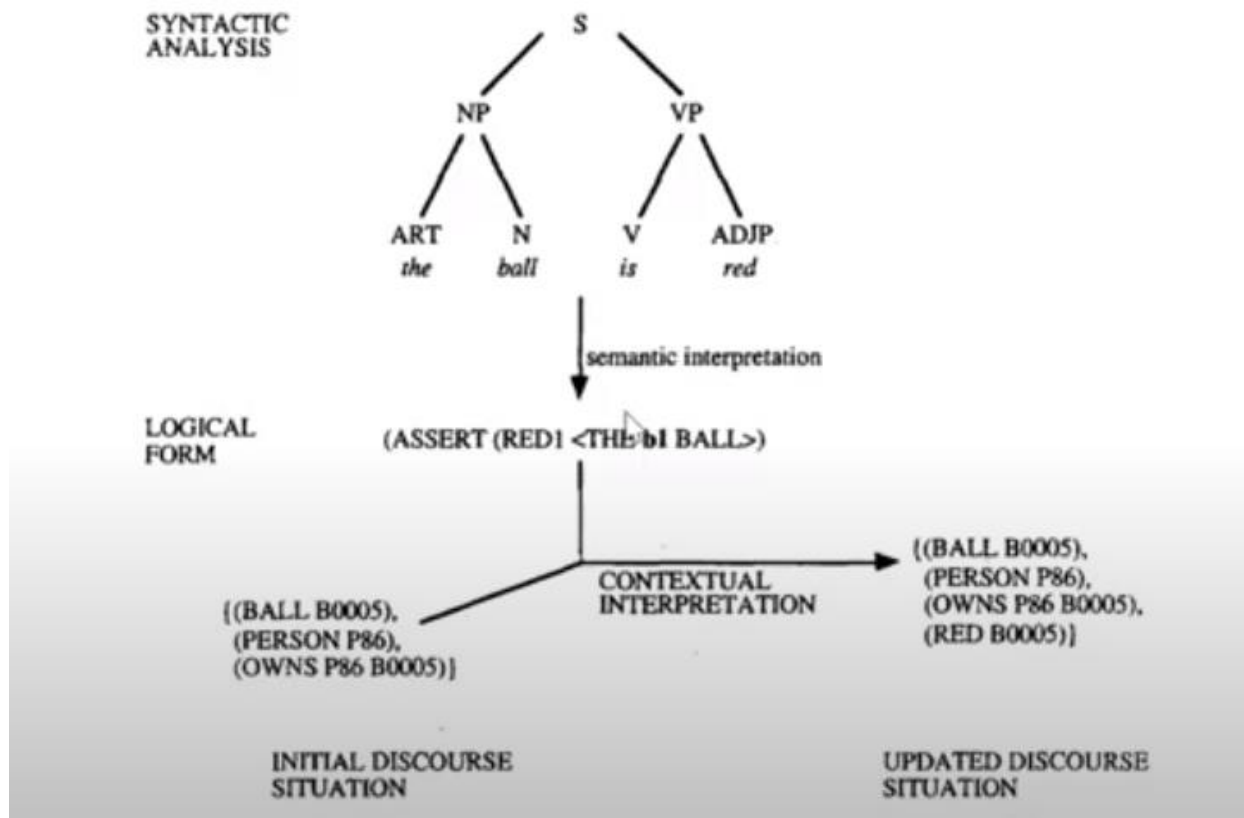 SYNTACTIC
ANALYSIS
S
NP VP
ART N V ADJP
the ball is red
semantic interpretation
LOGICAL
FORM
(ASSERT (RED1 <THE b1 BALL>)
CONTEXTUAL
INTERPRETATION
{(BALL B0005),
(PERSON P86),
(OWNS P86 B0005)}
{(BALL B0005),
(PERSON P86),
(OWNS P86 B0005),
(RED B0005)}
INITIAL DISCOURSE
SITUATION
UPDATED DISCOURSE
SITUATION